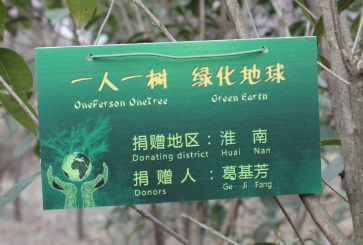 一人一树 绿化地球
OnePerson OneTree Green Earth
捐赠地区：淮 南
Donating district Huai Nan
捐 赠 人：葛基芳
Donors Ge Ji Fang